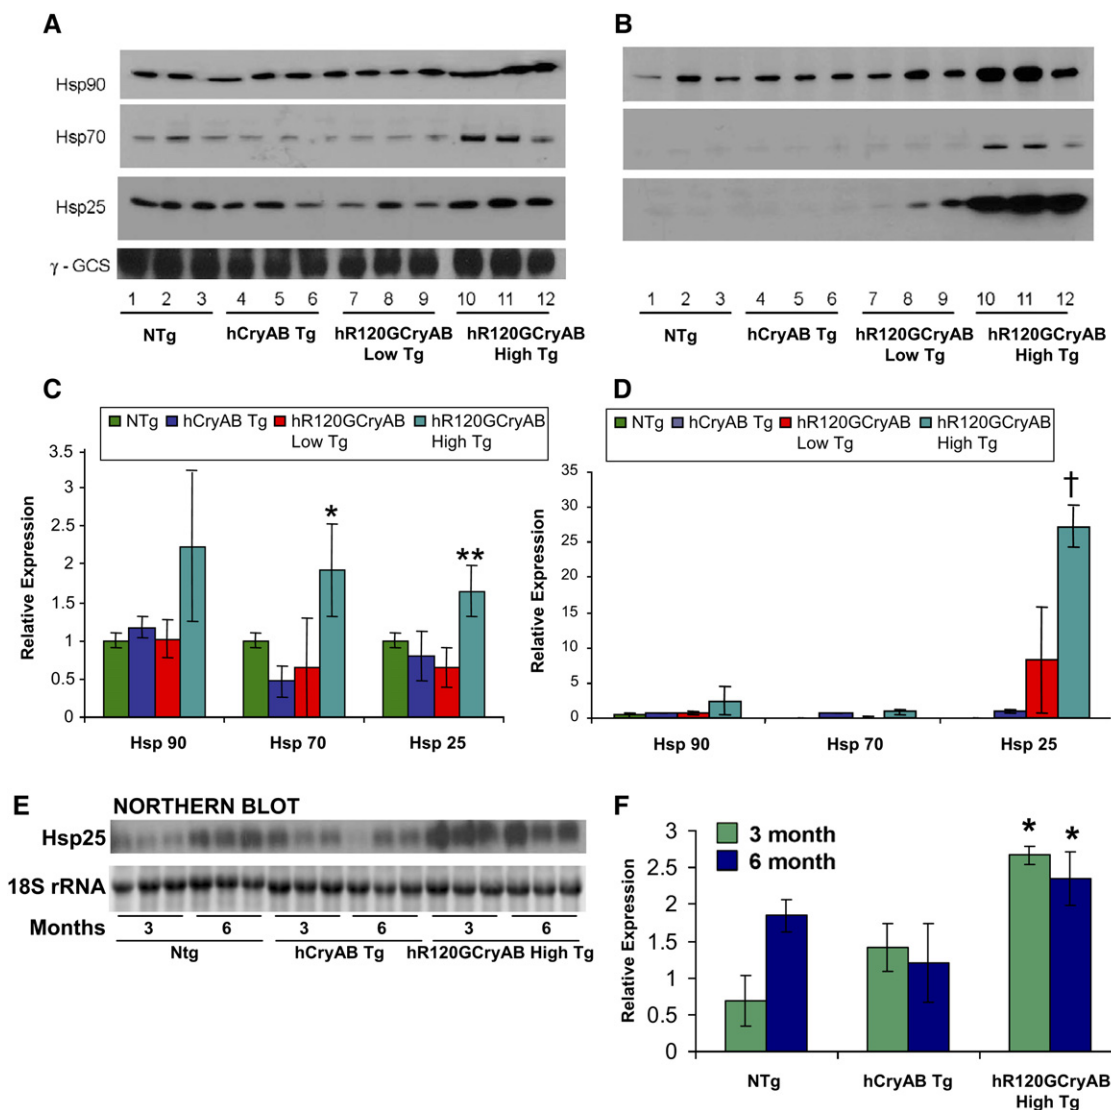 A
Hsp90
Hsp70
Hsp25
γ - GCS
1 2 3 4 5 6 7 8 9 10 11 12
NTg hCryAB Tg hR120GCryAB hR120GCryAB
Low Tg High Tg
B
1 2 3 4 5 6 7 8 9 10 11 12
NTg hCryAB Tg hR120GCryAB hR120GCryAB
Low Tg High Tg
C
NTg hCryAB Tg hR120GCryAB hR120GCryAB
Low Tg High Tg
Relative Expression
3.5
3
2.5
2
1.5
1
0.5
0
*
**
Hsp 90 Hsp 70 Hsp 25
D
NTg hCryAB Tg hR120GCryAB hR120GCryAB
Low Tg High Tg
Relative Expression
35
30
25
20
15
10
5
0
†
Hsp 90 Hsp 70 Hsp 25
E NORTHERN BLOT
Hsp25
18S rRNA
Months 3 6 3 6 3 6
Ntg hCryAB Tg hR120GCryAB High Tg
F
3 month
6 month
Relative Expression
3
2.5
2
1.5
1
0.5
0
* *
NTg hCryAB Tg hR120GCryAB
High Tg